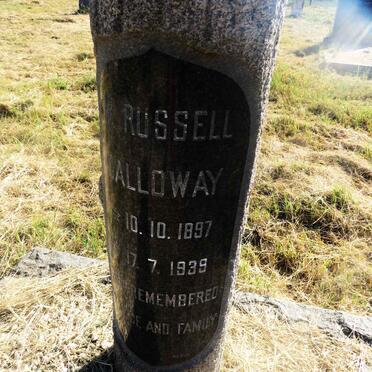 RUSSELL
ALLOWAY
10.10.1897
17.7.1939
REMEMBERED
AND FAMILY